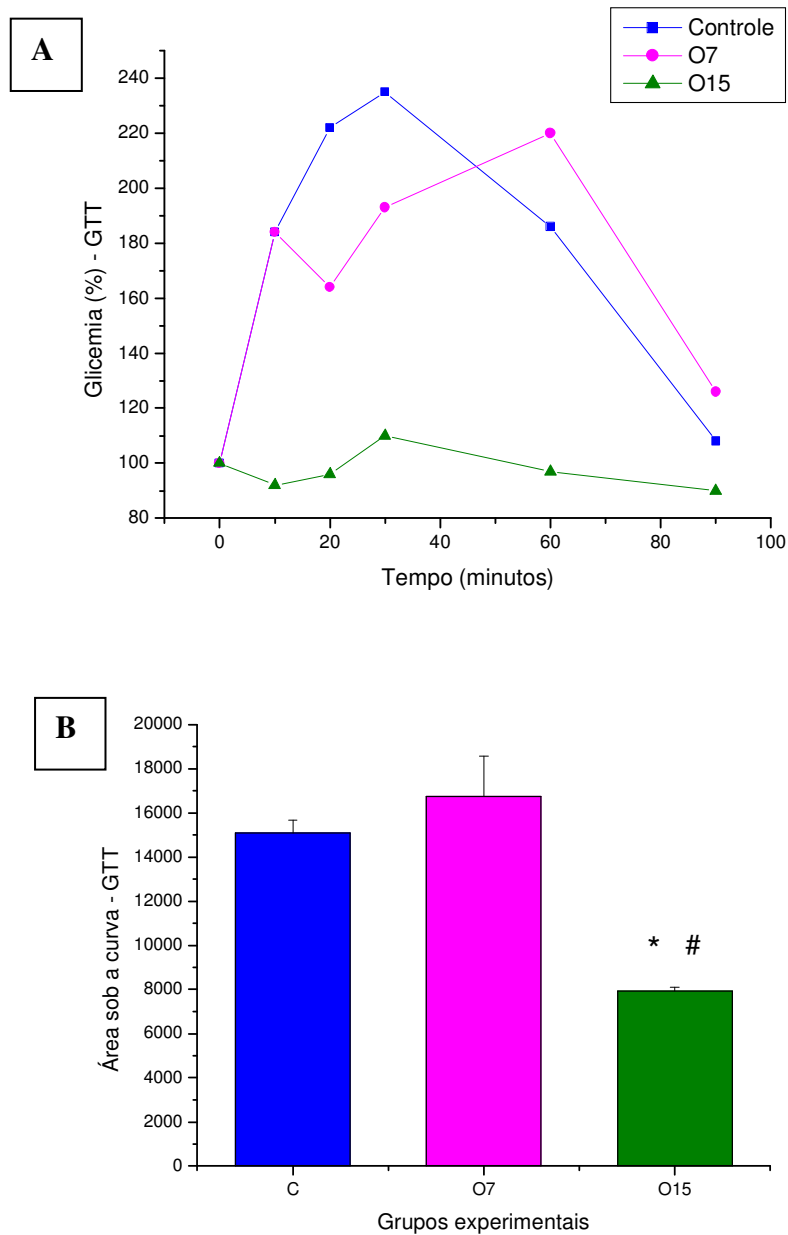 A
Controle
O7
O15
240
220
200
180
160
140
120
100
80
Glicemia (%) - GTT
0 20 40 60 80 100
Tempo (minutos)
B
20000
18000
16000
14000
12000
10000
8000
6000
4000
2000
0
Área sob a curva - GTT
* #
C O7 O15
Grupos experimentais